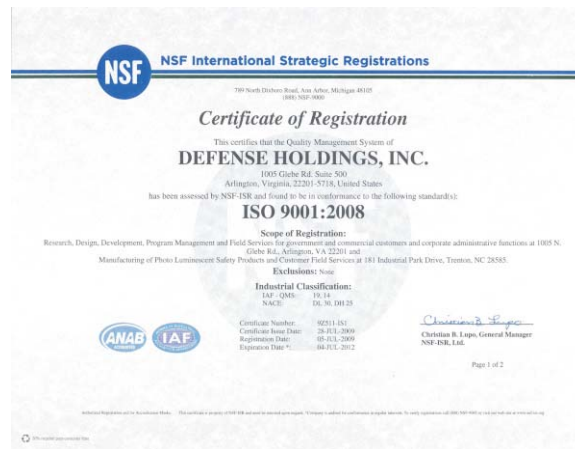 NSF
NSF International Strategic Registrations
789 North Dixboro Road, Ann Arbor, Michigan 48105
(888) NSF-9000
Certificate of Registration
This certifies that the Quality Management System of
DEFENSE HOLDINGS, INC.
1005 Glebe Rd. Suite 500
Arlington, Virginia, 22201-5718, United States
has been assessed by NSF-ISR and found to be in conformance to the following standard(s):
ISO 9001:2008
Scope of Registration:
Research, Design, Development, Program Management and Field Services for government and commercial customers and corporate administrative functions at 1005 N.
Glebe Rd., Arlington, VA 22201 and
Manufacturing of Photo Luminescent Safety Products and Customer Field Services at 181 Industrial Park Drive, Trenton, NC 28585.
Exclusions: None
Industrial Classification:
IAF - QMS: 19, 14
NACE: DL 30, DH 25
Certificate Number: 92511-IS1
Certificate Issue Date: 28-JUL-2009
Registration Date: 05-JUL-2009
Expiration Date *: 04-JUL-2012
ANAB
IAF
Christian B. Lupo
Christian B. Lupo, General Manager
NSF-ISR, Ltd.
Page 1 of 2